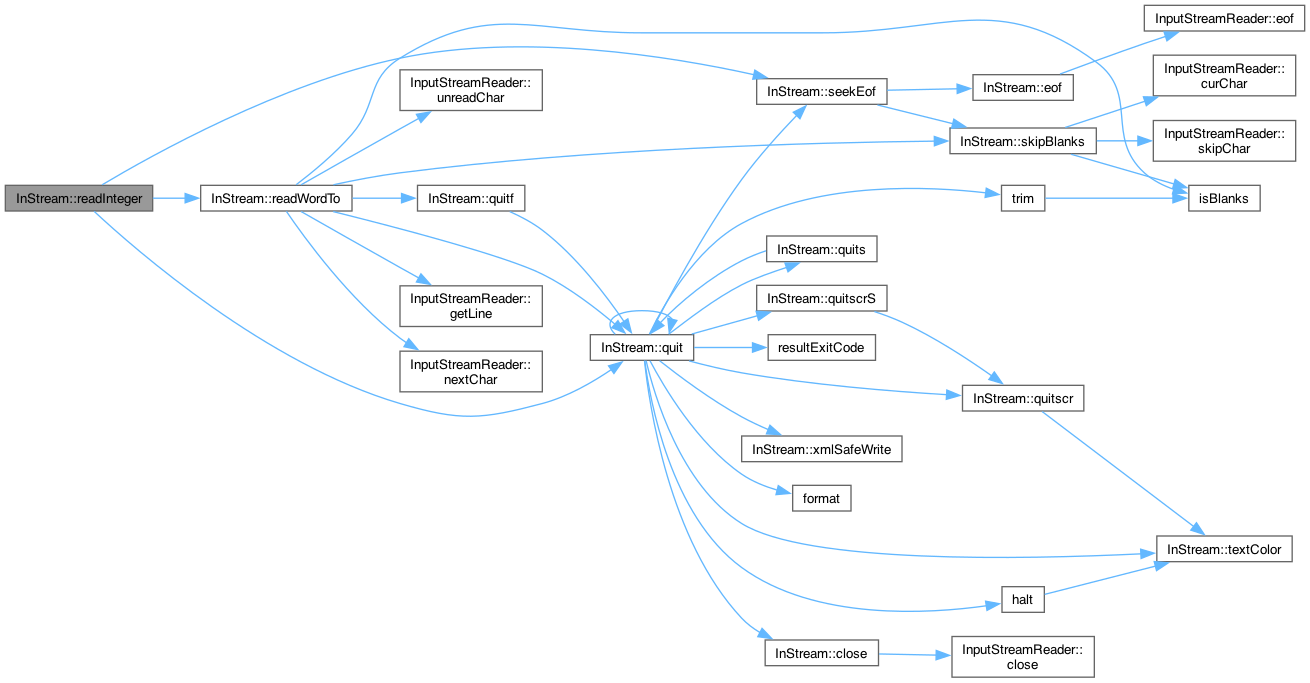 InStream::readInteger
InStream::readWordTo
InputStreamReader::
unreadChar
InStream::quitf
InputStreamReader::
getLine
InputStreamReader::
nextChar
InStream::quit
InStream::seekEof
InStream::quits
InStream::quitscrS
resultExitCode
InStream::xmlSafeWrite
format
InStream::close
InStream::eof
InStream::skipBlanks
trim
InStream::quitscr
halt
InputStreamReader::
close
InputStreamReader::eof
InputStreamReader::
curChar
InputStreamReader::
skipChar
isBlanks
InStream::textColor